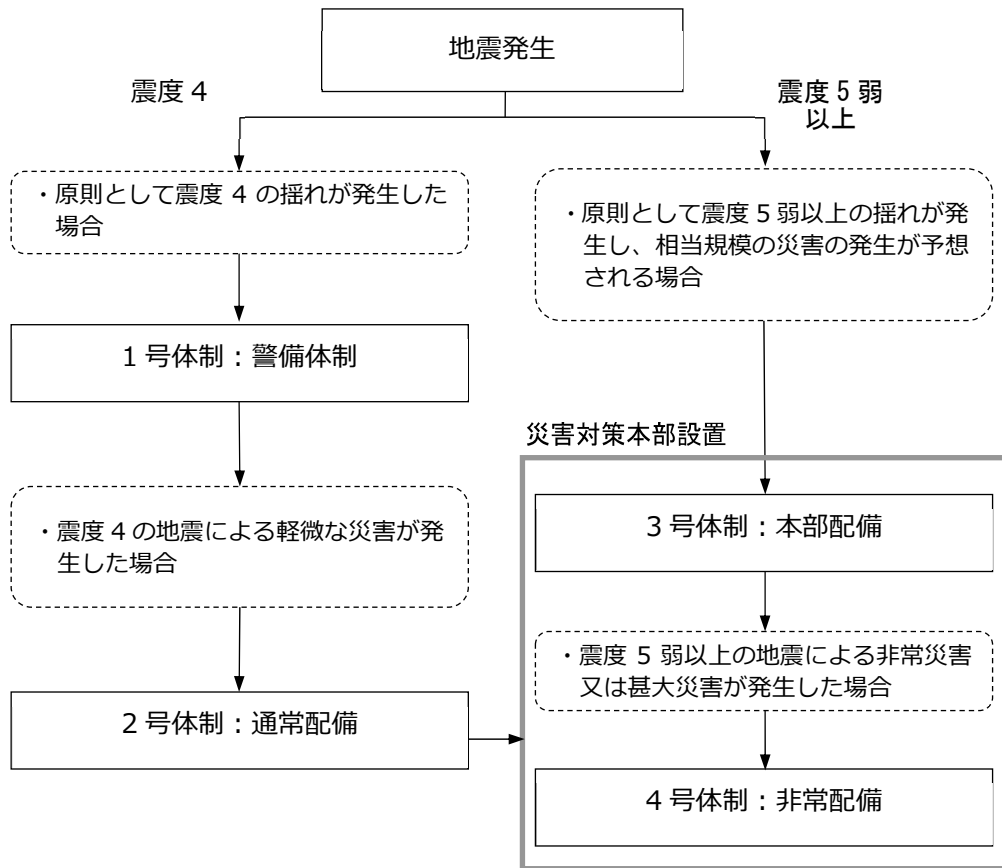 地震発生
震度４
震度５弱
以上
・原則として震度 4 の揺れが発生した
場合
・原則として震度 5 弱以上の揺れが発
生し、相当規模の災害の発生が予想
される場合
1 号体制：警備体制
災害対策本部設置
・震度 4 の地震による軽微な災害が発
生した場合
3 号体制：本部配備
・震度 5 弱以上の地震による非常災害
又は甚大災害が発生した場合
2 号体制：通常配備
4 号体制：非常配備